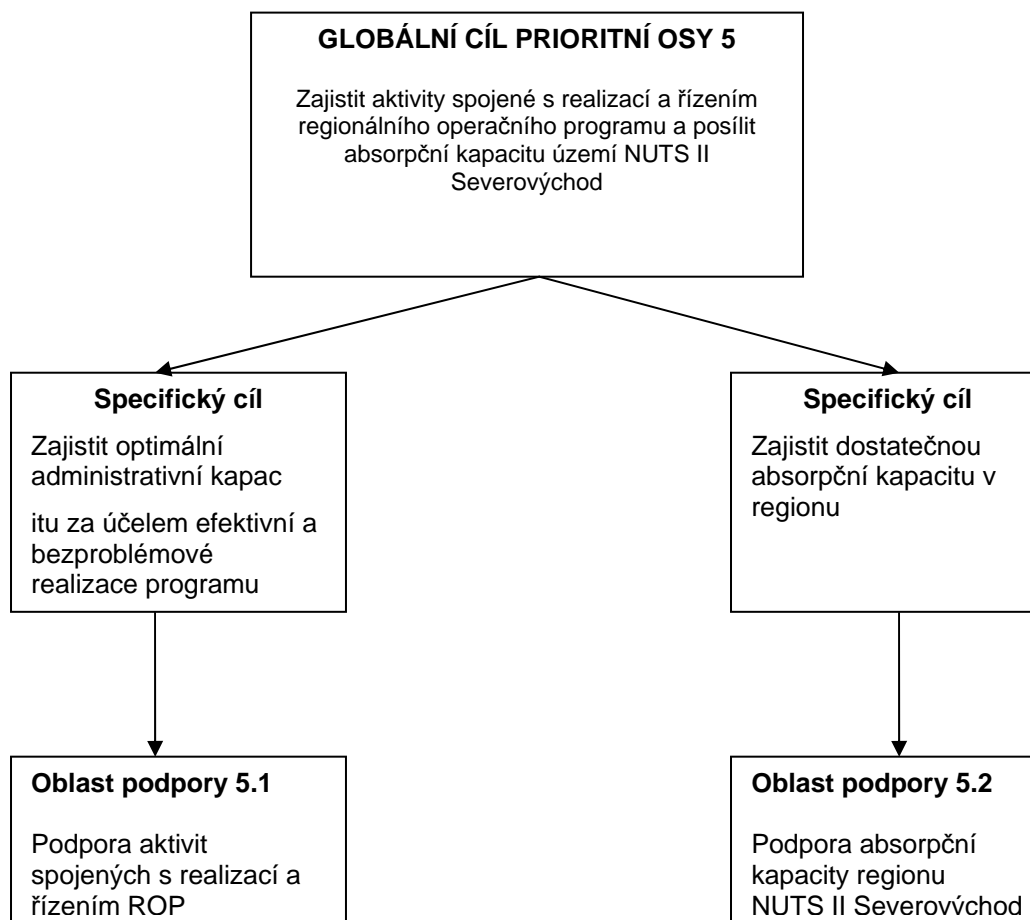 GLOBÁLNÍ CÍL PRIORITNÍ OSY 5
Zajistit aktivity spojené s realizací a řízením
regionálního operačního programu a posílit
absorpční kapacitu území NUTS II
Severovýchod
Specifický cíl
Zajistit optimální
administrativní kapac
itu za účelem efektivní a
bezproblémové
realizace programu
Specifický cíl
Zajistit dostatečnou
absorpční kapacitu v
regionu
Oblast podpory 5.1
Podpora aktivit
spojených s realizací a
řízením ROP
Oblast podpory 5.2
Podpora absorpční
kapacity regionu
NUTS II Severovýchod